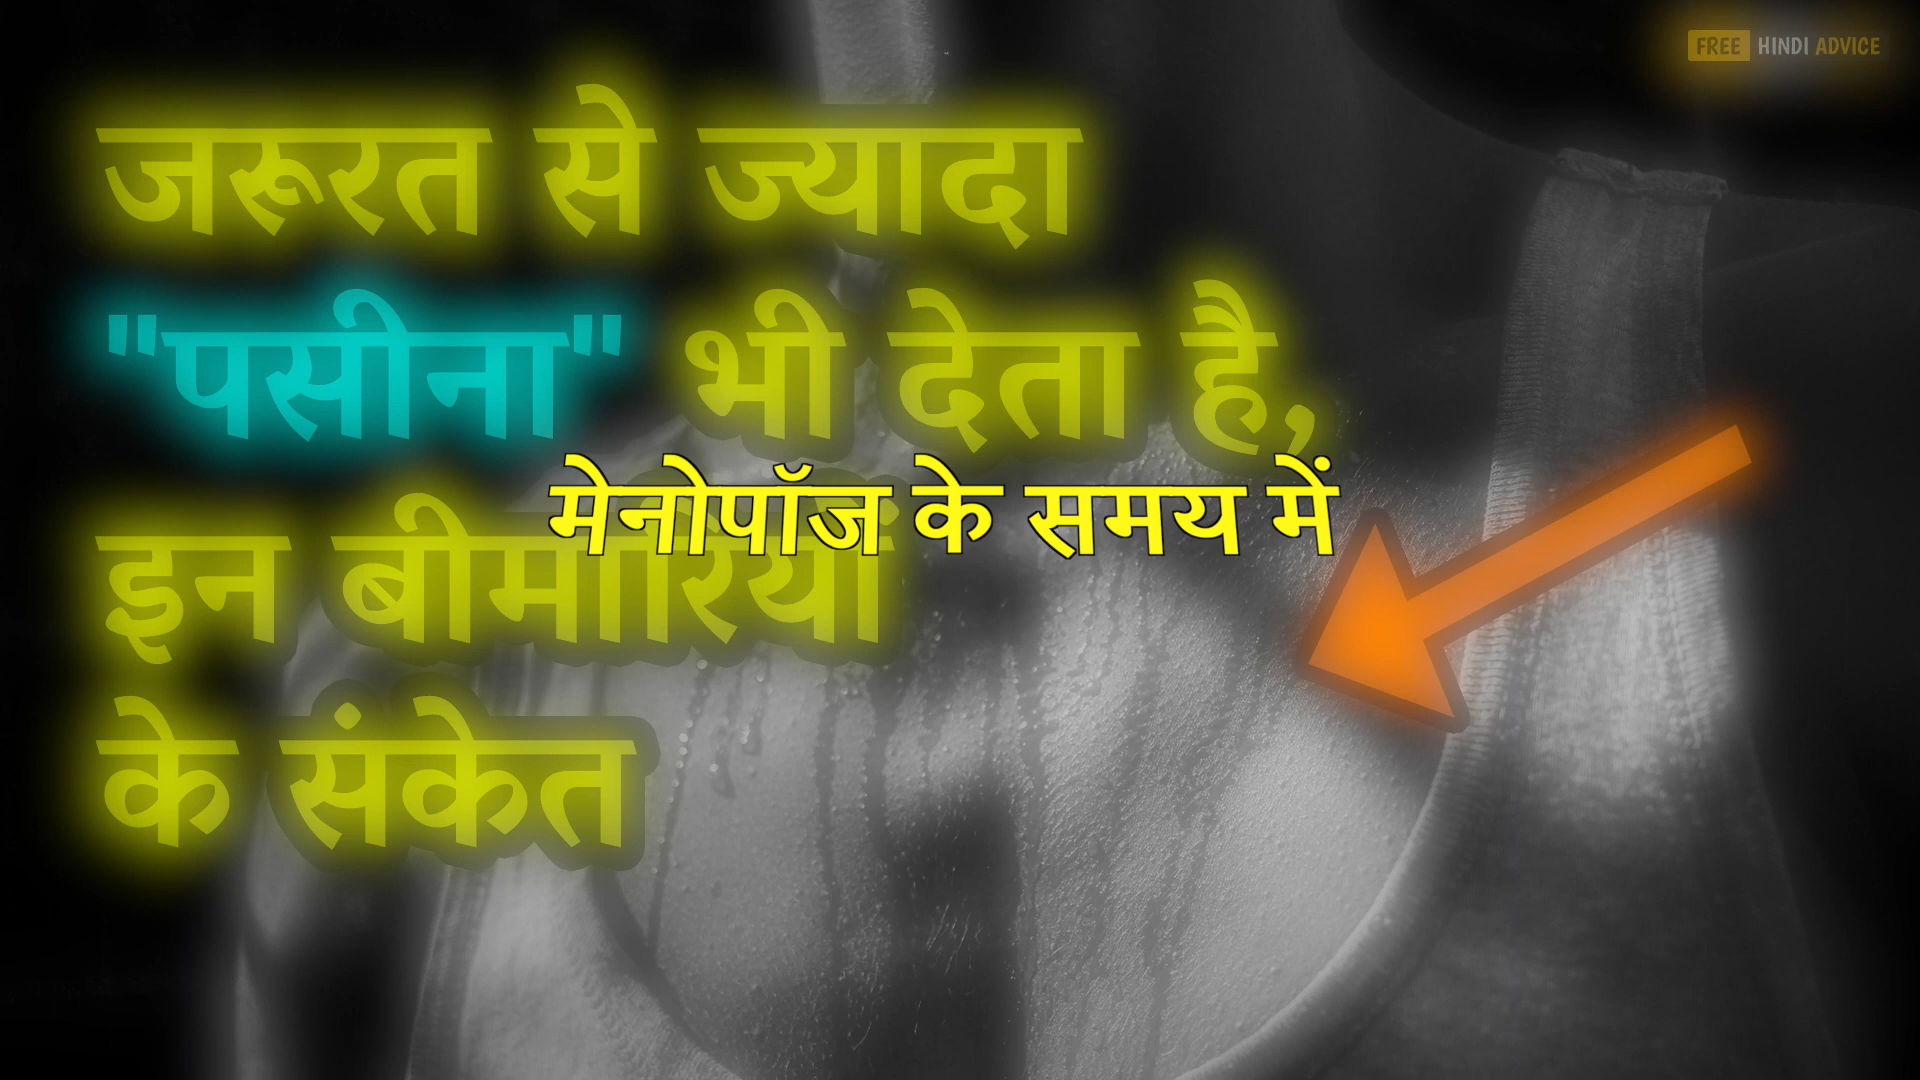 FREE HINDI ADVICE
जरूरत से ज्यादा
"पसीना" भी देता है,
मेनोपॉज के समय में
इन बीमारियों
के संकेत